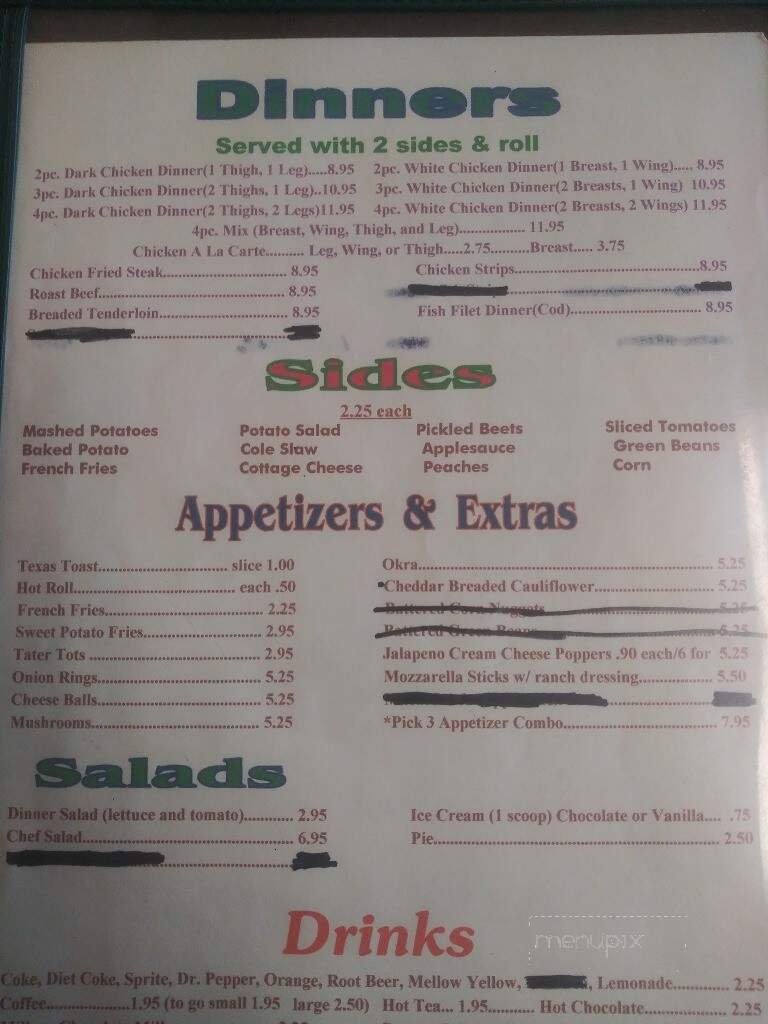 Dinners
Served with 2 sides & roll
2pc. Dark Chicken Dinner(1 Thigh, 1 Leg).....8.95 2pc. White Chicken Dinner(1 Breast, 1 Wing)..... 8.95
3pc. Dark Chicken Dinner(2 Thighs, 1 Leg)..10.95 3pc. White Chicken Dinner(2 Breasts, 1 Wing) 10.95
4pc. Dark Chicken Dinner(2 Thighs, 2 Legs)11.95 4pc. White Chicken Dinner(2 Breasts, 2 Wings) 11.95
4pc. Mix (Breast, Wing, Thigh, and Leg)................. 11.95
Chicken A La Carte.......... Leg, Wing, or Thigh.....2.75..........Breast..... 3.75
Chicken Fried Steak................................ 8.95 Chicken Strips...............................................8.95
Roast Beef............................................... 8.95
Breaded Tenderloin................................ 8.95 Fish Filet Dinner(Cod)................................. 8.95
Sides
2.25 each
Mashed Potatoes Potato Salad Pickled Beets Sliced Tomatoes
Baked Potato Cole Slaw Applesauce Green Beans
French Fries Cottage Cheese Peaches Corn
Appetizers & Extras
Texas Toast................................. slice 1.00 Okra.......................................................................... 5.25
Hot Roll......................................... each .50 •Cheddar Breaded Cauliflower.............................. 5.25
French Fries........................................ 2.25 Battered Corn Nuggets 5.25
Sweet Potato Fries.............................. 2.95 Battered Green Beans 5.25
Tater Tots ........................................... 2.95 Jalapeno Cream Cheese Poppers .90 each/6 for 5.25
Onion Rings......................................... 5.25 Mozzarella Sticks w/ ranch dressing................... 5.50
Cheese Balls......................................... 5.25
Mushrooms.......................................... 5.25 *Pick 3 Appetizer Combo...................................... 7.95
Salads
Dinner Salad (lettuce and tomato)............ 2.95 Ice Cream (1 scoop) Chocolate or Vanilla.... .75
Chef Salad..................................................... 6.95 Pie....................................................................... 2.50
Drinks
menupix
Coke, Diet Coke, Sprite, Dr. Pepper, Orange, Root Beer, Mellow Yellow, , Lemonade............... 2.25
Coffee.....................1.95 (to go small 1.95 large 2.50) Hot Tea... 1.95........... Hot Chocolate..................... 2.25